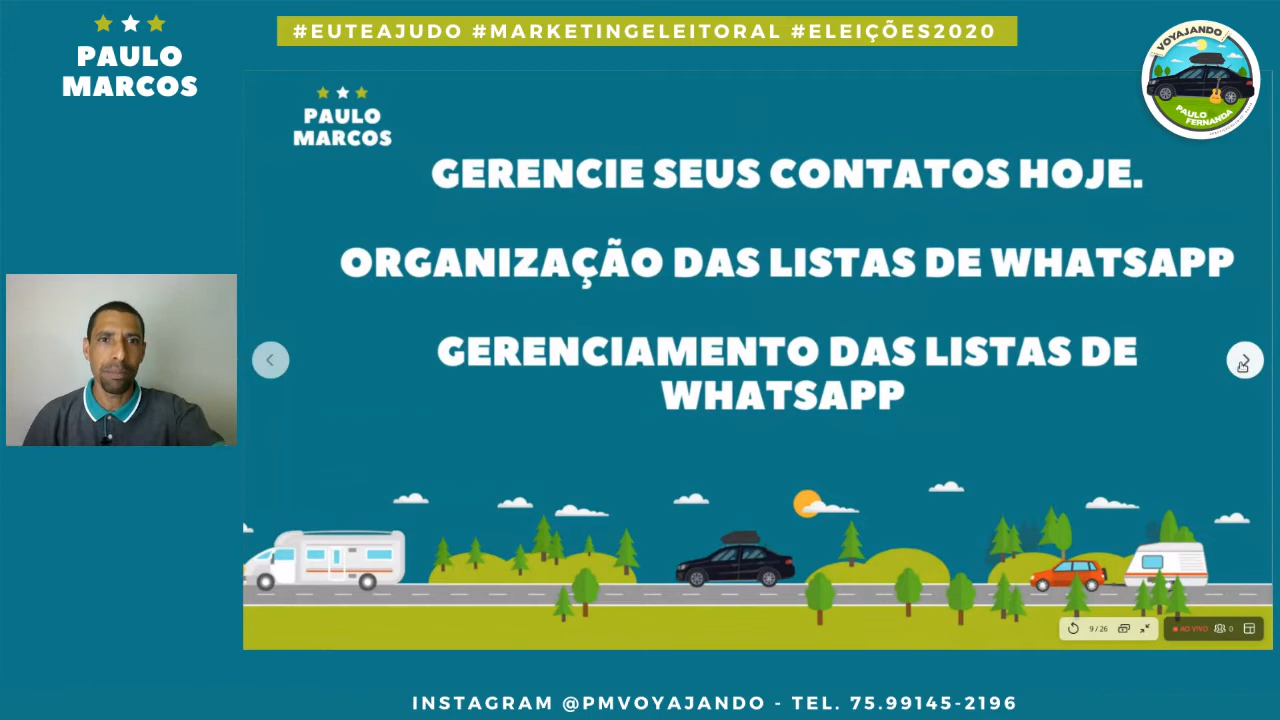 PAULO
MARCOS
#EUTEAJUDO #MARKETINGELEITORAL #ELEIÇÕES2020
VOYAJANDO
PAULO
FERNANDA
PAULO
MARCOS
GERENCIE SEUS CONTATOS HOJE.
ORGANIZAÇÃO DAS LISTAS DE WHATSAPP
GERENCIAMENTO DAS LISTAS DE
WHATSAPP
9/26
AO VIVO
0
INSTAGRAM @PMVOYAJANDO - TEL. 75.99145-2196